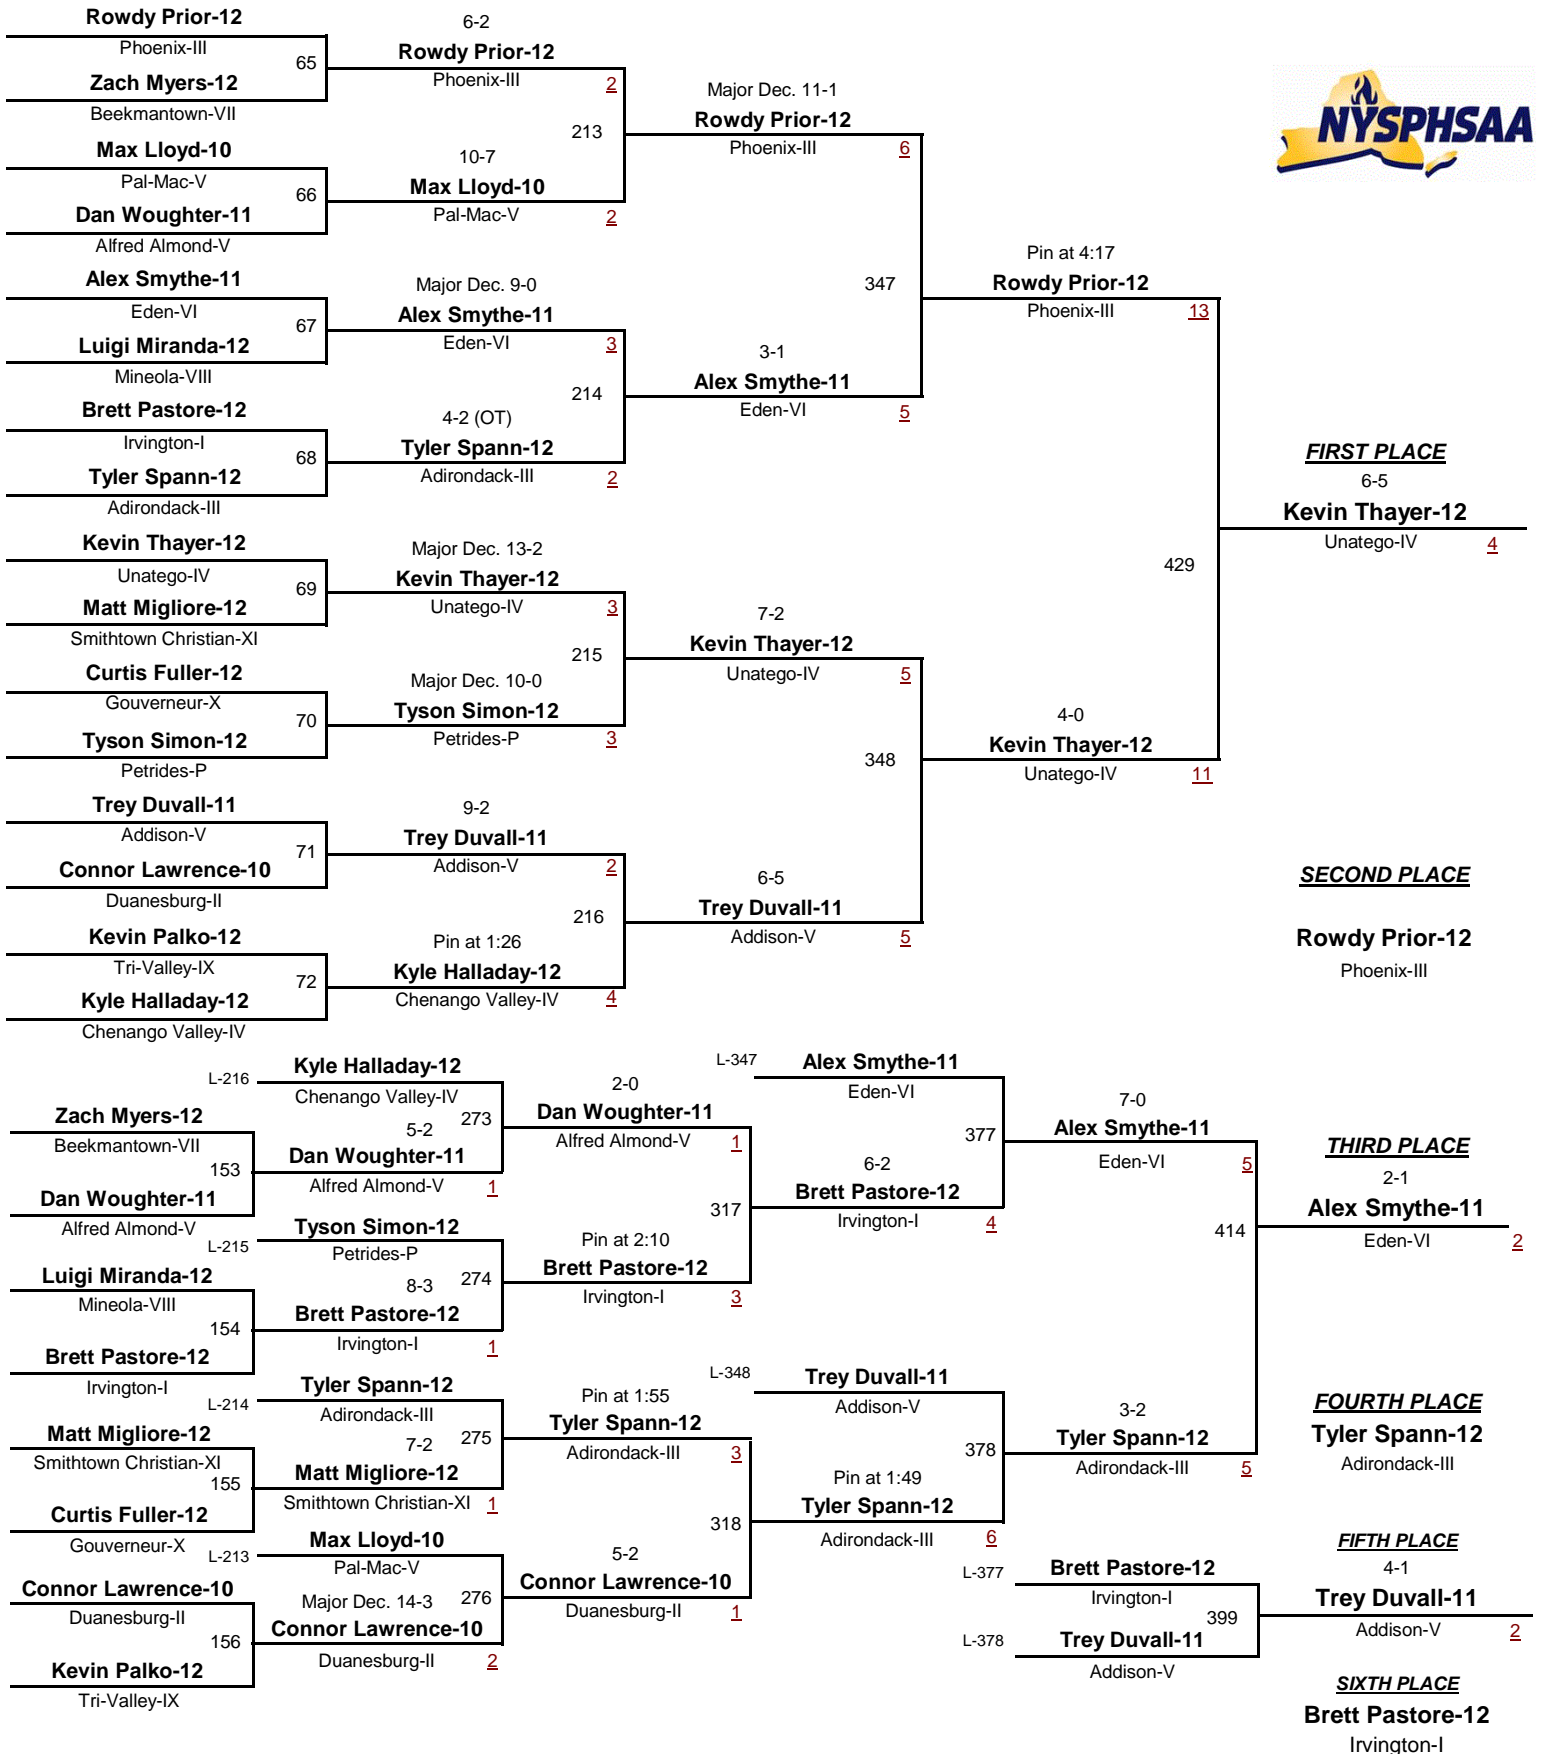 Rowdy Prior-12
Phoenix-III
65
Zach Myers-12
Beekmantown-VII
Max Lloyd-10
Pal-Mac-V
66
Dan Woughter-11
Alfred Almond-V
Alex Smythe-11
Eden-VI
67
Luigi Miranda-12
Mineola-VIII
Brett Pastore-12
Irvington-I
68
Tyler Spann-12
Adirondack-III
Kevin Thayer-12
Unatego-IV
69
Matt Migliore-12
Smithtown Christian-XI
Curtis Fuller-12
Gouverneur-X
70
Tyson Simon-12
Petrides-P
Trey Duvall-11
Addison-V
71
Connor Lawrence-10
Duanesburg-II
Kevin Palko-12
Tri-Valley-IX
72
Kyle Halladay-12
Chenango Valley-IV
6-2
Rowdy Prior-12
Phoenix-III
2
213
10-7
Max Lloyd-10
Pal-Mac-V
2
Major Dec. 9-0
Alex Smythe-11
Eden-VI
3
214
4-2 (OT)
Tyler Spann-12
Adirondack-III
2
Major Dec. 13-2
Kevin Thayer-12
Unatego-IV
3
215
Major Dec. 10-0
Tyson Simon-12
Petrides-P
3
9-2
Trey Duvall-11
Addison-V
2
216
Pin at 1:26
Kyle Halladay-12
Chenango Valley-IV
4
Major Dec. 11-1
Rowdy Prior-12
Phoenix-III
6
347
3-1
Alex Smythe-11
Eden-VI
5
7-2
Kevin Thayer-12
Unatego-IV
5
348
6-5
Trey Duvall-11
Addison-V
5
Pin at 4:17
Rowdy Prior-12
Phoenix-III
13
429
4-0
Kevin Thayer-12
Unatego-IV
11
NYSPHSAA
FIRST PLACE
6-5
Kevin Thayer-12
Unatego-IV
4
SECOND PLACE
Rowdy Prior-12
Phoenix-III
L-216
Kyle Halladay-12
Chenango Valley-IV
Zach Myers-12
Beekmantown-VII
153
Dan Woughter-11
Alfred Almond-V
5-2
273
Dan Woughter-11
Alfred Almond-V
1
L-215
Tyson Simon-12
Petrides-P
Luigi Miranda-12
Mineola-VIII
154
Brett Pastore-12
Irvington-I
8-3
274
Brett Pastore-12
Irvington-I
1
L-214
Tyler Spann-12
Adirondack-III
Matt Migliore-12
Smithtown Christian-XI
155
Curtis Fuller-12
Gouverneur-X
7-2
275
Matt Migliore-12
Smithtown Christian-XI
1
L-213
Max Lloyd-10
Pal-Mac-V
Connor Lawrence-10
Duanesburg-II
156
Kevin Palko-12
Tri-Valley-IX
Major Dec. 14-3
276
Connor Lawrence-10
Duanesburg-II
2
2-0
Dan Woughter-11
Alfred Almond-V
1
317
Pin at 2:10
Brett Pastore-12
Irvington-I
3
Pin at 1:55
Tyler Spann-12
Adirondack-III
3
318
5-2
Connor Lawrence-10
Duanesburg-II
1
L-347
Alex Smythe-11
Eden-VI
377
6-2
Brett Pastore-12
Irvington-I
4
L-348
Trey Duvall-11
Addison-V
378
Pin at 1:49
Tyler Spann-12
Adirondack-III
6
7-0
Alex Smythe-11
Eden-VI
5
414
3-2
Tyler Spann-12
Adirondack-III
5
THIRD PLACE
2-1
Alex Smythe-11
Eden-VI
2
FOURTH PLACE
Tyler Spann-12
Adirondack-III
L-377
Brett Pastore-12
Irvington-I
399
L-378
Trey Duvall-11
Addison-V
FIFTH PLACE
4-1
Trey Duvall-11
Addison-V
2
SIXTH PLACE
Brett Pastore-12
Irvington-I